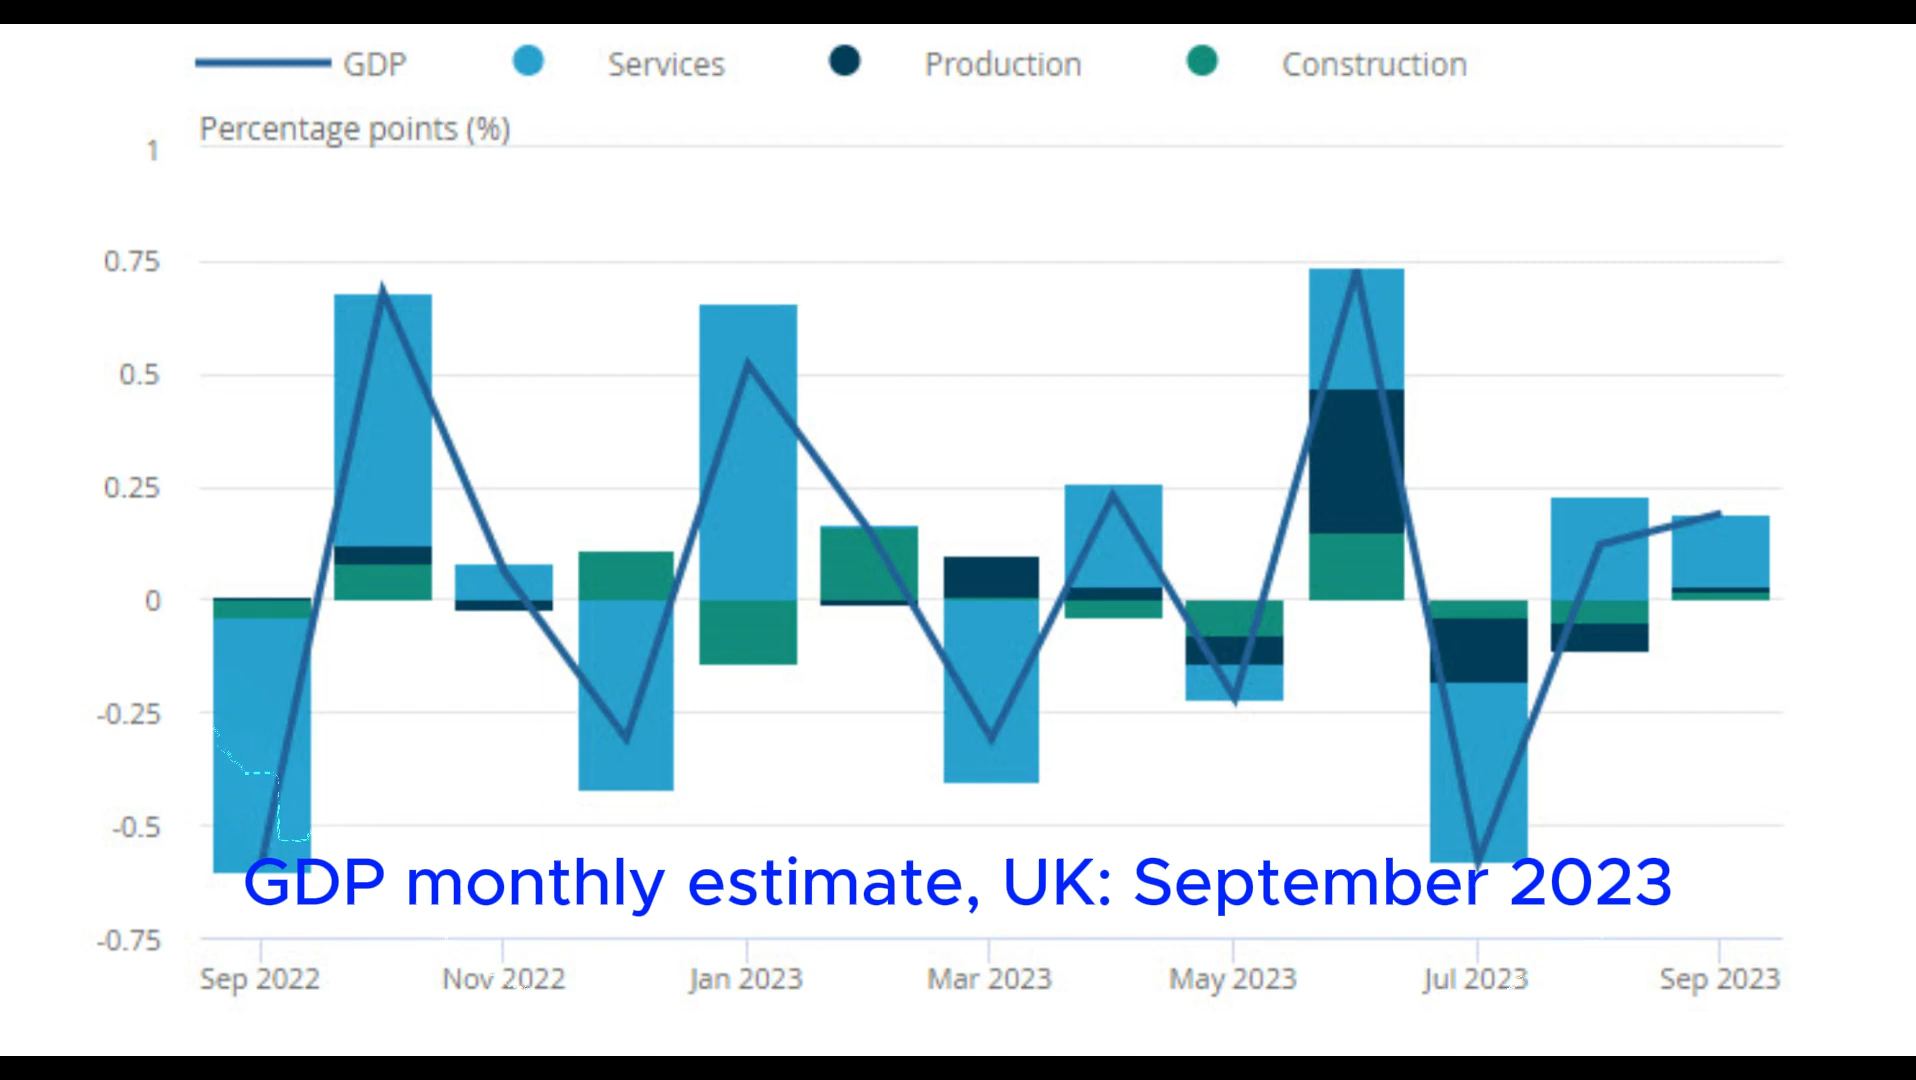 GDP Services Production Construction
Percentage points (%)
1
0.75
0.5
0.25
0
-0.25
-0.5
GDP monthly estimate, UK: September 2023
-0.75
Sep 2022 Nov 2022 Jan 2023 Mar 2023 May 2023 Jul 2023 Sep 2023